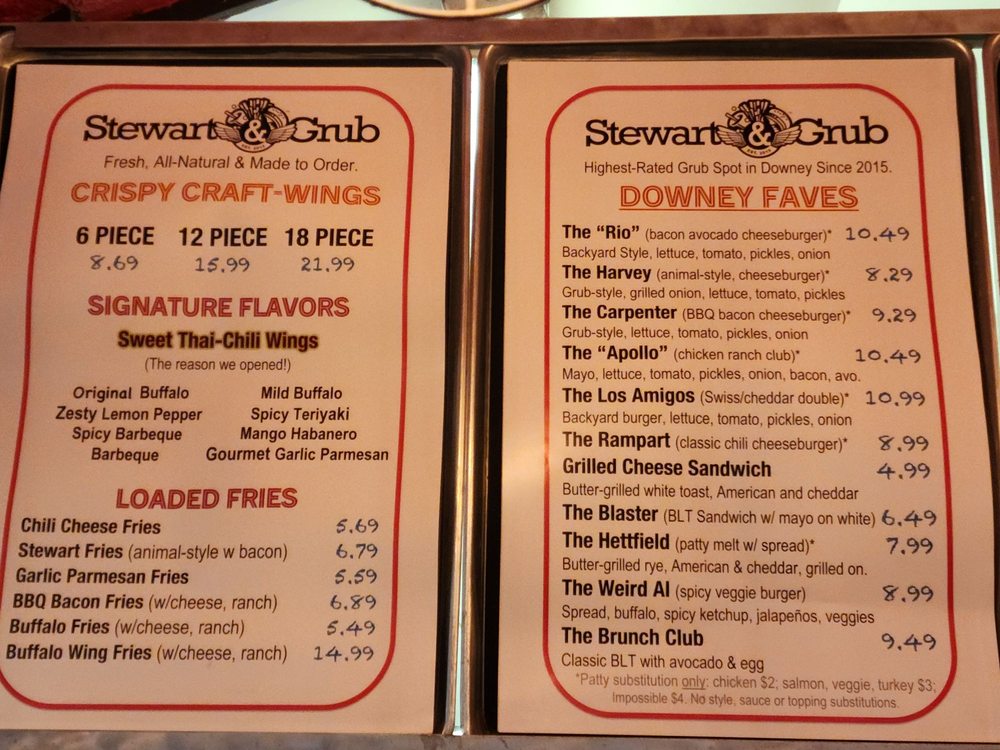 Stewart & Grub
EST. 2015
Fresh, All-Natural & Made to Order.
CRISPY CRAFT-WINGS
6 PIECE 12 PIECE 18 PIECE
8.69 15.99 21.99
SIGNATURE FLAVORS
Sweet Thai-Chili Wings
(The reason we opened!)
Original Buffalo Mild Buffalo
Zesty Lemon Pepper Spicy Teriyaki
Spicy Barbeque Mango Habanero
Barbeque Gourmet Garlic Parmesan
LOADED FRIES
Chili Cheese Fries 5.69
Stewart Fries (animal-style w bacon) 6.79
Garlic Parmesan Fries 5.59
BBQ Bacon Fries (w/cheese, ranch) 6.89
Buffalo Fries (w/cheese, ranch) 5.49
Buffalo Wing Fries (w/cheese, ranch) 14.99
Stewart & Grub
EST. 2015
Highest-Rated Grub Spot in Downey Since 2015.
DOWNEY FAVES
The “Rio” (bacon avocado cheeseburger)* 10.49
Backyard Style, lettuce, tomato, pickles, onion
The Harvey (animal-style, cheeseburger)* 8.29
Grub-style, grilled onion, lettuce, tomato, pickles
The Carpenter (BBQ bacon cheeseburger)* 9.29
Grub-style, lettuce, tomato, pickles, onion
The “Apollo” (chicken ranch club)* 10.49
Mayo, lettuce, tomato, pickles, onion, bacon, avo.
The Los Amigos (Swiss/cheddar double)* 10.99
Backyard burger, lettuce, tomato, pickles, onion
The Rampart (classic chili cheeseburger)* 8.99
Grilled Cheese Sandwich 4.99
Butter-grilled white toast, American and cheddar
The Blaster (BLT Sandwich w/ mayo on white) 6.49
The Hettfield (patty melt w/ spread)* 7.99
Butter-grilled rye, American & cheddar, grilled on.
The Weird Al (spicy veggie burger) 8.99
Spread, buffalo, spicy ketchup, jalapeños, veggies
The Brunch Club 9.49
Classic BLT with avocado & egg
*Patty substitution only: chicken $2; salmon, veggie, turkey $3;
Impossible $4. No style, sauce or topping substitutions.